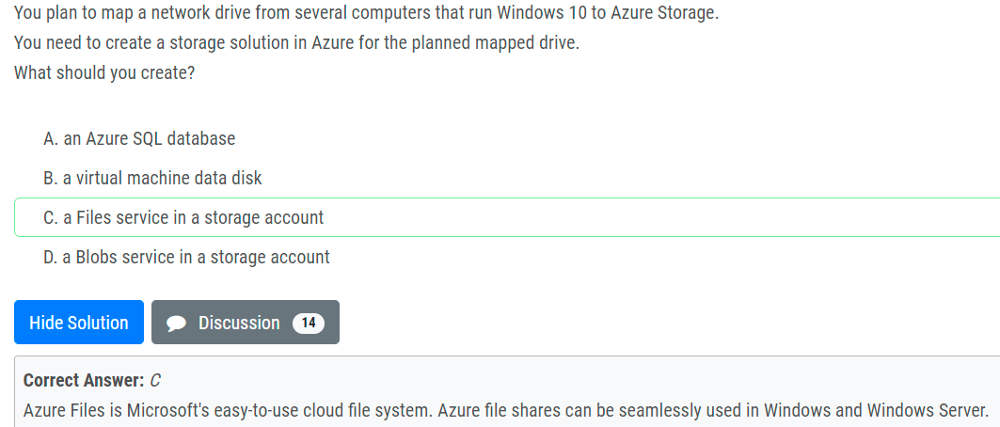 You plan to map a network drive from several computers that run Windows 10 to Azure Storage.
You need to create a storage solution in Azure for the planned mapped drive.
What should you create?
A. an Azure SQL database
B. a virtual machine data disk
C. a Files service in a storage account
D. a Blobs service in a storage account
Hide Solution Discussion 14
Correct Answer: C
Azure Files is Microsoft's easy-to-use cloud file system. Azure file shares can be seamlessly used in Windows and Windows Server.